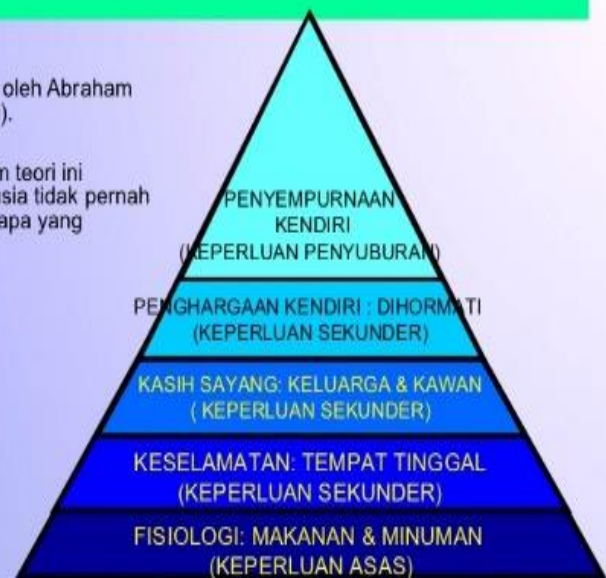 oleh Abraham
).
teori ini
sia tidak pernah
apa yang
PENYEMPURNAAN
KENDIRI
(KEPERLUAN PENYUBURAN)
PENGHARGAAN KENDIRI : DIHORMATI
(KEPERLUAN SEKUNDER)
KASIH SAYANG: KELUARGA & KAWAN
( KEPERLUAN SEKUNDER)
KESELAMATAN: TEMPAT TINGGAL
(KEPERLUAN SEKUNDER)
FISIOLOGI: MAKANAN & MINUMAN
(KEPERLUAN ASAS)